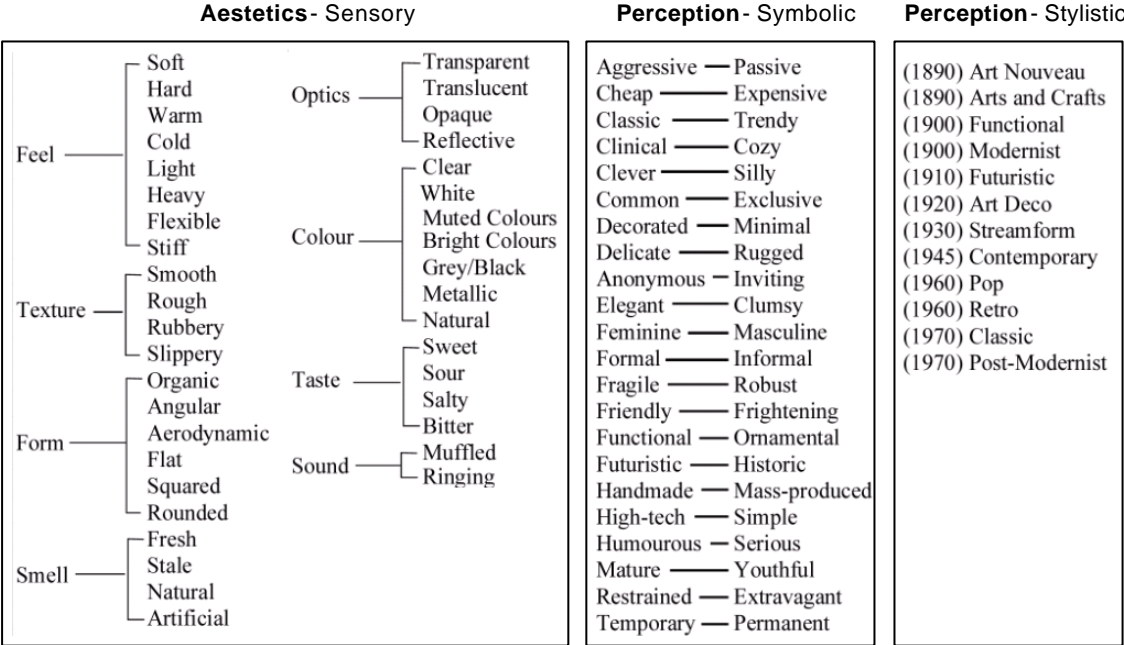 Aestetics - Sensory
Feel
Soft
Hard
Warm
Cold
Light
Heavy
Flexible
Stiff
Texture
Smooth
Rough
Rubbery
Slippery
Form
Organic
Angular
Aerodynamic
Flat
Squared
Rounded
Smell
Fresh
Stale
Natural
Artificial
Optics
Transparent
Translucent
Opaque
Reflective
Colour
Clear
White
Muted Colours
Bright Colours
Grey/Black
Metallic
Natural
Taste
Sweet
Sour
Salty
Bitter
Sound
Muffled
Ringing
Perception - Symbolic
Aggressive — Passive
Cheap — Expensive
Classic — Trendy
Clinical — Cozy
Clever — Silly
Common — Exclusive
Decorated — Minimal
Delicate — Rugged
Anonymous — Inviting
Elegant — Clumsy
Feminine — Masculine
Formal — Informal
Fragile — Robust
Friendly — Frightening
Functional — Ornamental
Futuristic — Historic
Handmade — Mass-produced
High-tech — Simple
Humourous — Serious
Mature — Youthful
Restrained — Extravagant
Temporary — Permanent
Perception - Stylistic
(1890) Art Nouveau
(1890) Arts and Crafts
(1900) Functional
(1900) Modernist
(1910) Futuristic
(1920) Art Deco
(1930) Streamform
(1945) Contemporary
(1960) Pop
(1960) Retro
(1970) Classic
(1970) Post-Modernist